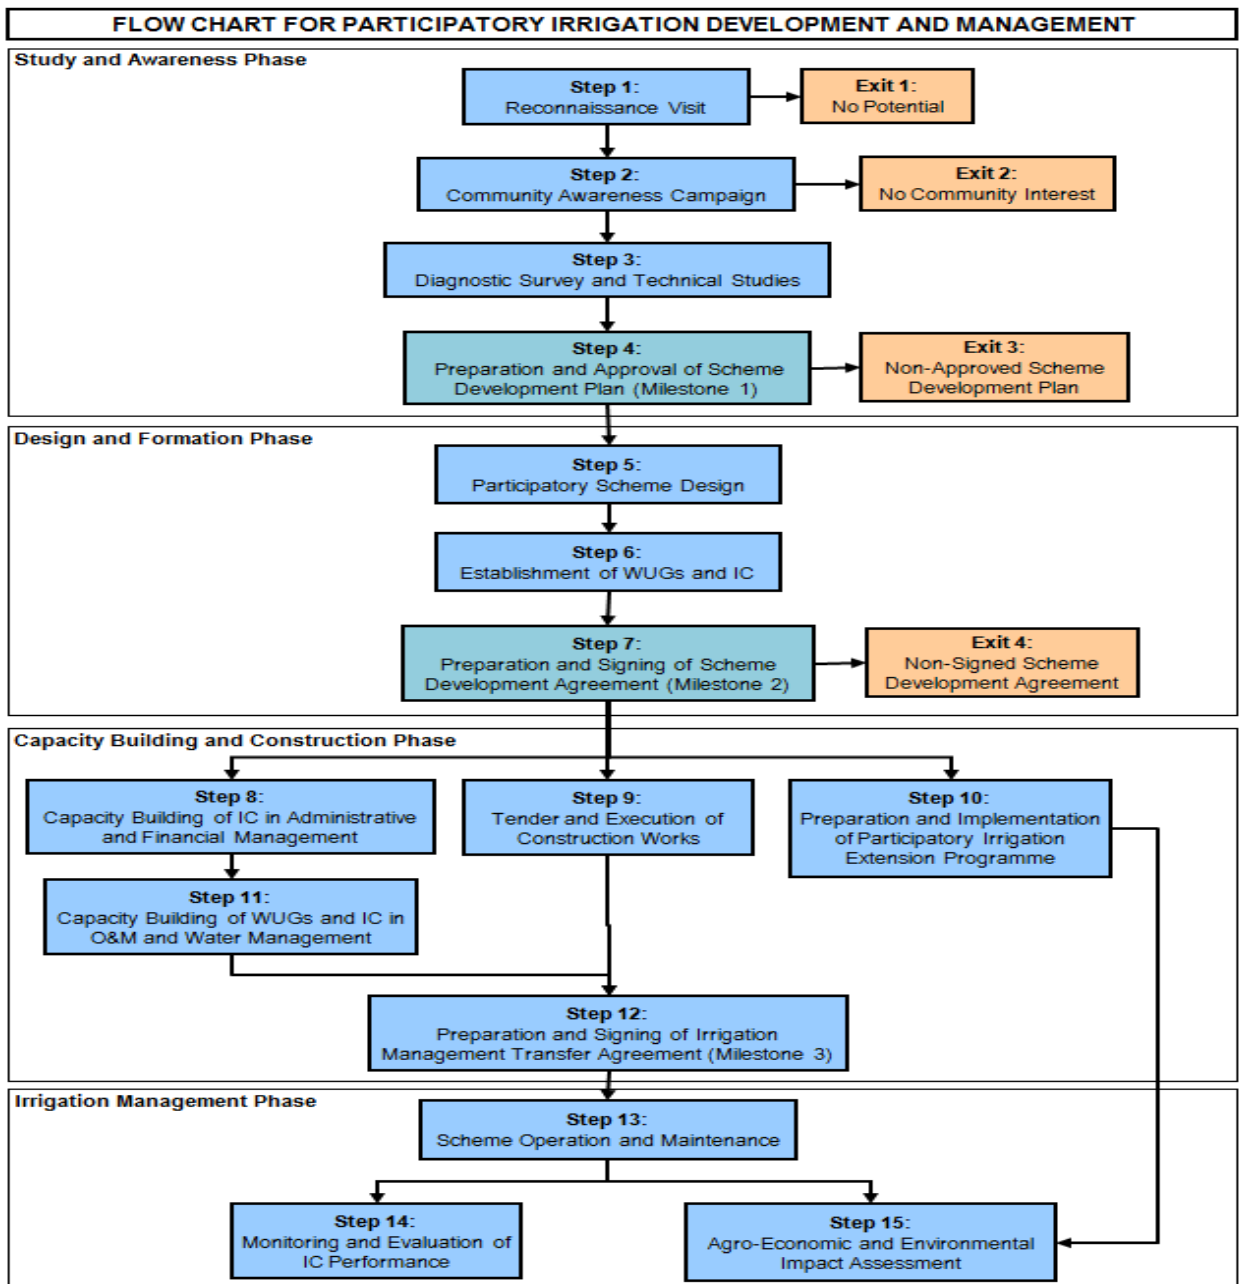 FLOW CHART FOR PARTICIPATORY IRRIGATION DEVELOPMENT AND MANAGEMENT
Study and Awareness Phase
Step 1:
Reconnaissance Visit
Exit 1:
No Potential
Step 2:
Community Awareness Campaign
Exit 2:
No Community Interest
Step 3:
Diagnostic Survey and Technical Studies
Step 4:
Preparation and Approval of Scheme
Development Plan (Milestone 1)
Exit 3:
Non-Approved Scheme
Development Plan
Design and Formation Phase
Step 5:
Participatory Scheme Design
Step 6:
Establishment of WUGs and IC
Step 7:
Preparation and Signing of Scheme
Development Agreement (Milestone 2)
Exit 4:
Non-Signed Scheme
Development Agreement
Capacity Building and Construction Phase
Step 8:
Capacity Building of IC in Administrative
and Financial Management
Step 9:
Tender and Execution of
Construction Works
Step 10:
Preparation and Implementation
of Participatory Irrigation
Extension Programme
Step 11:
Capacity Building of WUGs and IC in
O&M and Water Management
Step 12:
Preparation and Signing of Irrigation
Management Transfer Agreement (Milestone 3)
Irrigation Management Phase
Step 13:
Scheme Operation and Maintenance
Step 14:
Monitoring and Evaluation of
IC Performance
Step 15:
Agro-Economic and Environmental
Impact Assessment